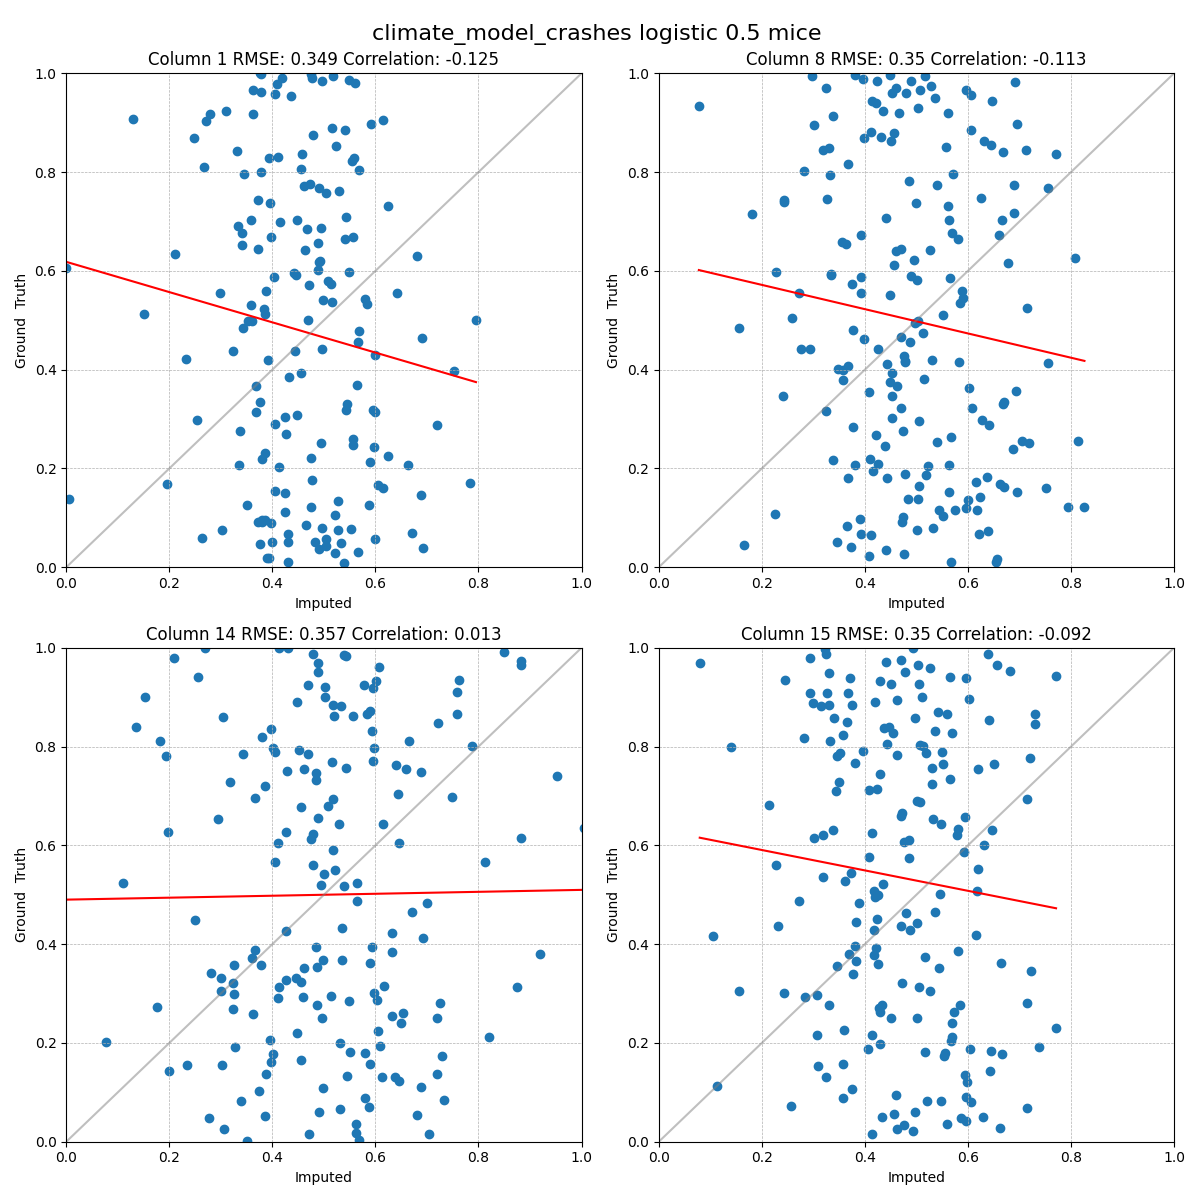 climate_model_crashes logistic 0.5 mice
Column 1 RMSE: 0.349 Correlation: -0.125
1.0
0.8
0.6
0.4
0.2
0.0
Ground Truth
0.0 0.2 0.4 0.6 0.8 1.0
Imputed
Column 8 RMSE: 0.35 Correlation: -0.113
1.0
0.8
0.6
0.4
0.2
0.0
Ground Truth
0.0 0.2 0.4 0.6 0.8 1.0
Imputed
Column 14 RMSE: 0.357 Correlation: 0.013
1.0
0.8
0.6
0.4
0.2
0.0
Ground Truth
0.0 0.2 0.4 0.6 0.8 1.0
Imputed
Column 15 RMSE: 0.35 Correlation: -0.092
1.0
0.8
0.6
0.4
0.2
0.0
Ground Truth
0.0 0.2 0.4 0.6 0.8 1.0
Imputed